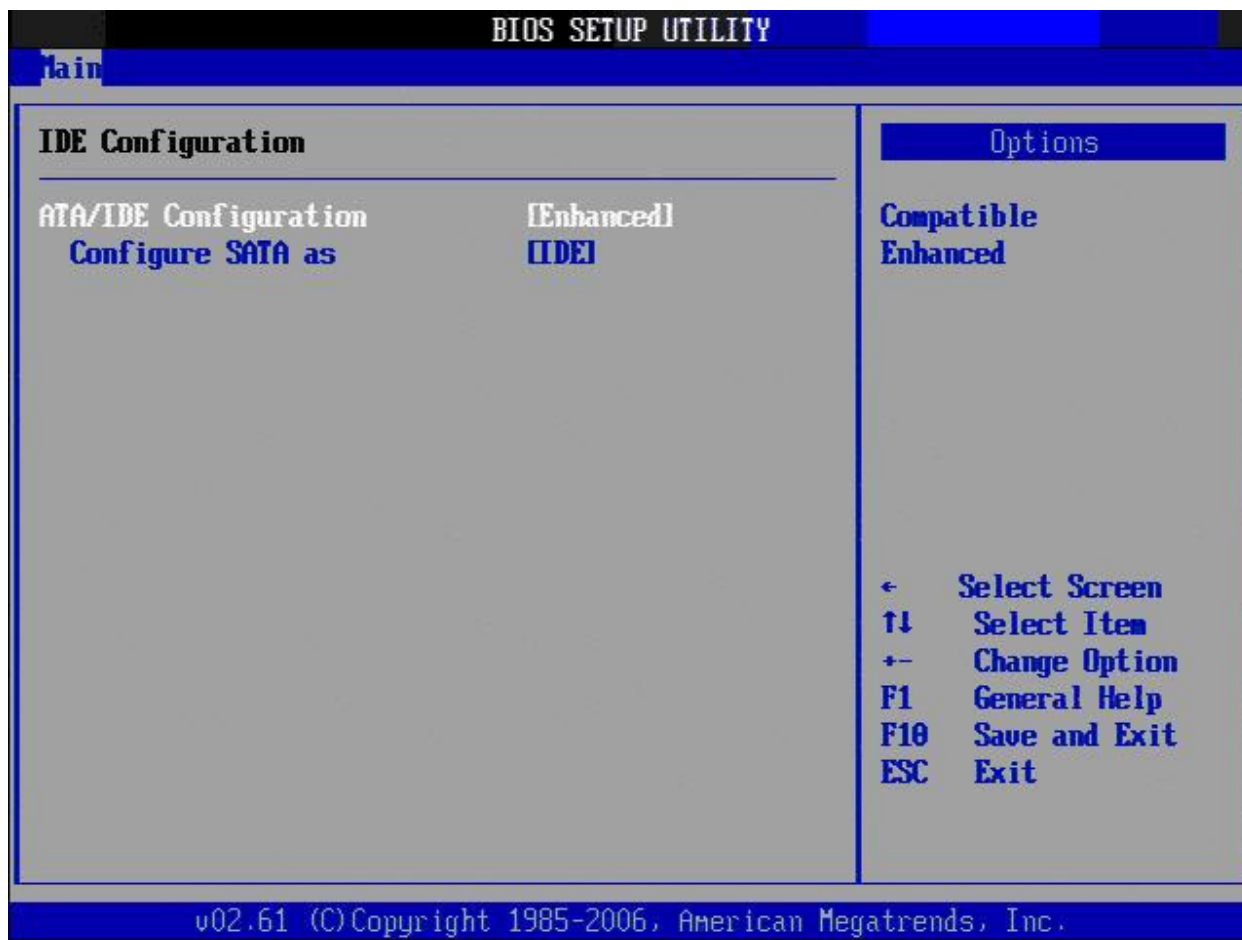 BIOS SETUP UTILITY
Main
IDE Configuration
ATA/IDE Configuration [Enhanced]
Configure SATA as [IDE]
Options
Compatible
Enhanced
← Select Screen
↑↓ Select Item
+- Change Option
F1 General Help
F10 Save and Exit
ESC Exit
v02.61 (C)Copyright 1985-2006, American Megatrends, Inc.